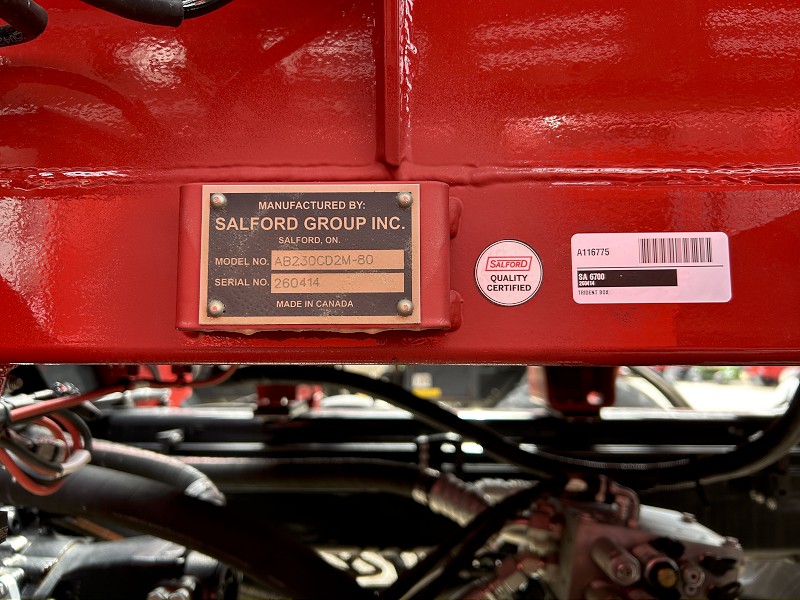 MANUFACTURED BY:
SALFORD GROUP INC.
SALFORD, ON.
MODEL NO. AB230CD2M-80
SERIAL NO. 260414
MADE IN CANADA
SALFORD
QUALITY
CERTIFIED
A116775
SA 6700
260414
TRIDENT BOX